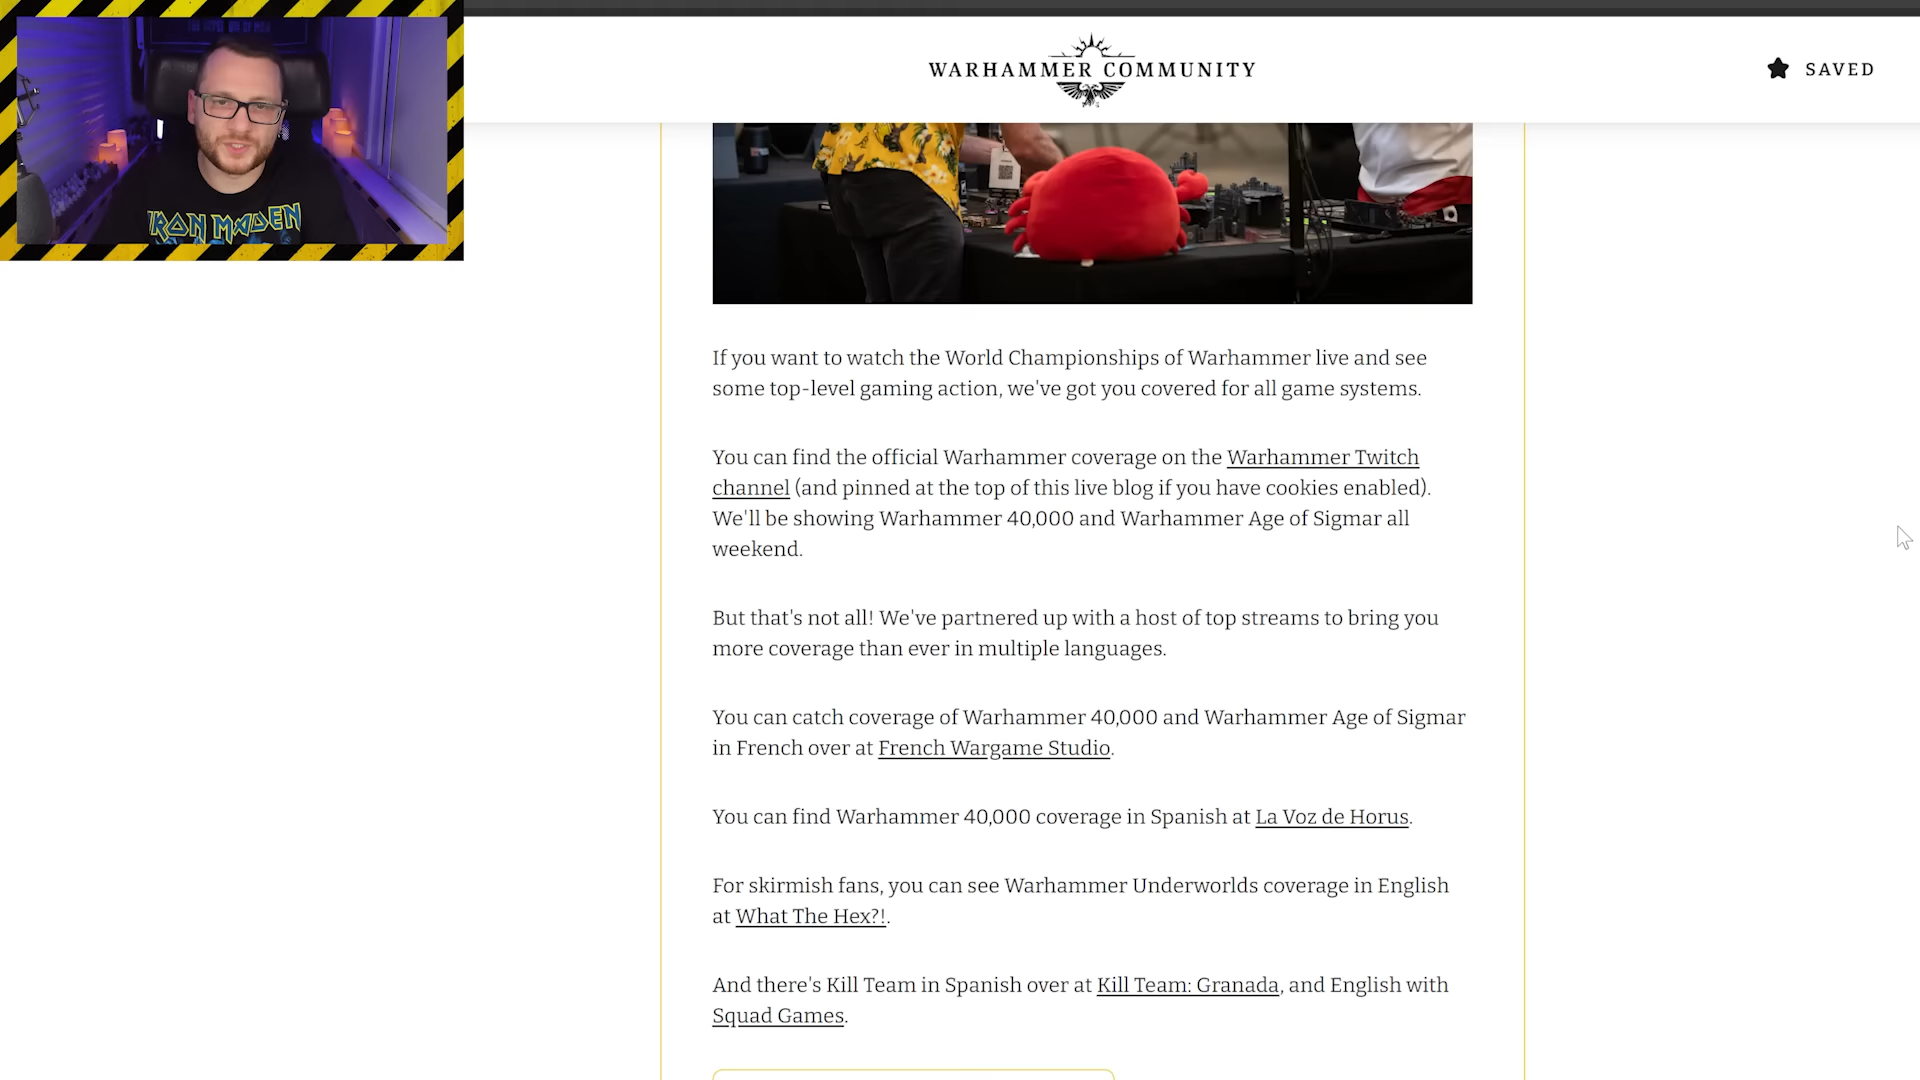 WARHAMMER COMMUNITY
SAVED
IRON MAIDEN
If you want to watch the World Championships of Warhammer live and see
some top-level gaming action, we've got you covered for all game systems.
You can find the official Warhammer coverage on the Warhammer Twitch
channel (and pinned at the top of this live blog if you have cookies enabled).
We'll be showing Warhammer 40,000 and Warhammer Age of Sigmar all
weekend.
But that's not all! We've partnered up with a host of top streams to bring you
more coverage than ever in multiple languages.
You can catch coverage of Warhammer 40,000 and Warhammer Age of Sigmar
in French over at French Wargame Studio.
You can find Warhammer 40,000 coverage in Spanish at La Voz de Horus.
For skirmish fans, you can see Warhammer Underworlds coverage in English
at What The Hex?!.
And there's Kill Team in Spanish over at Kill Team: Granada, and English with
Squad Games.